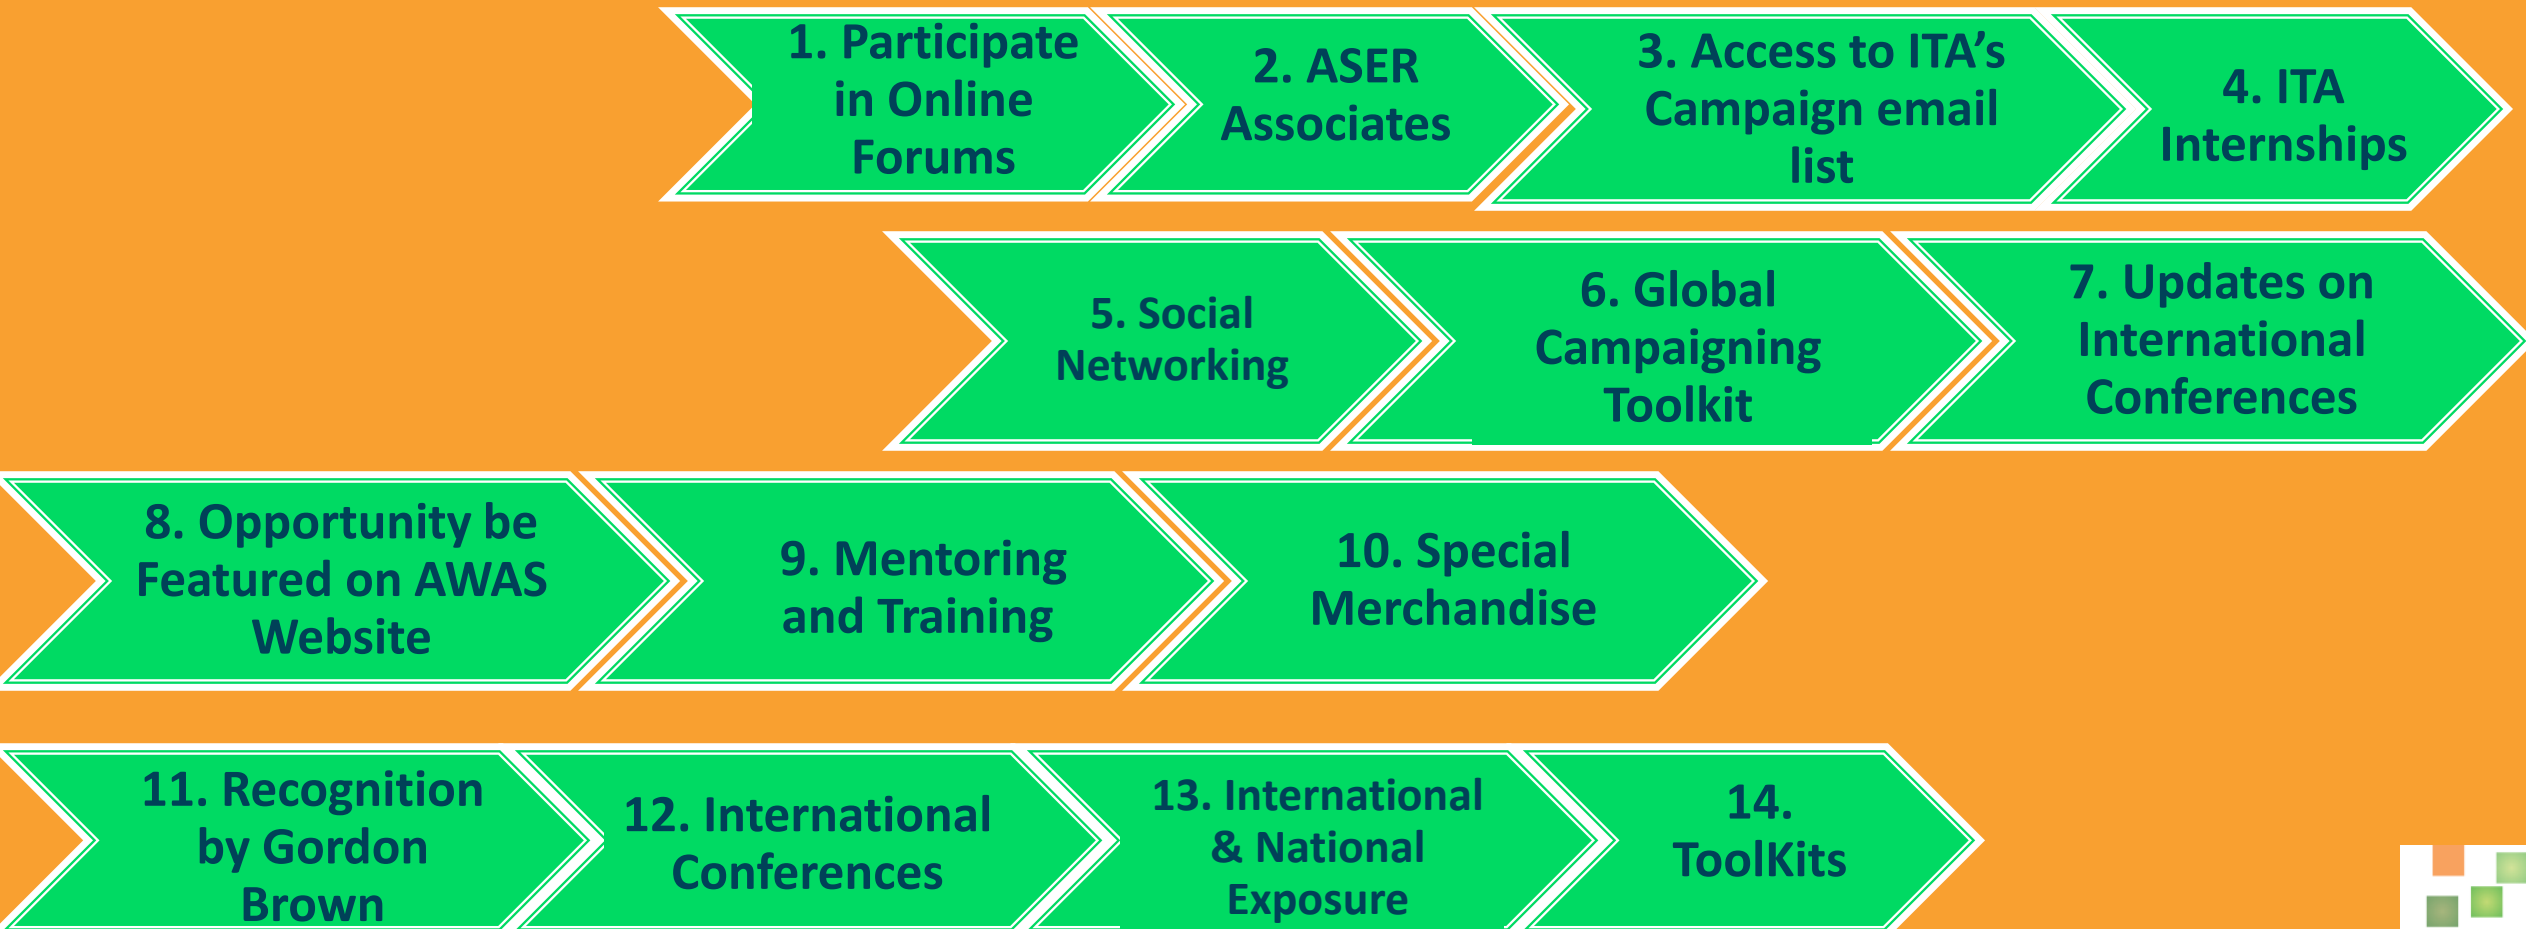 1. Participate
in Online
Forums
2. ASER
Associates
3. Access to ITA’s
Campaign email
list
4. ITA
Internships
5. Social
Networking
6. Global
Campaigning
Toolkit
7. Updates on
International
Conferences
8. Opportunity be
Featured on AWAS
Website
9. Mentoring
and Training
10. Special
Merchandise
11. Recognition
by Gordon
Brown
12. International
Conferences
13. International
& National
Exposure
14.
ToolKits